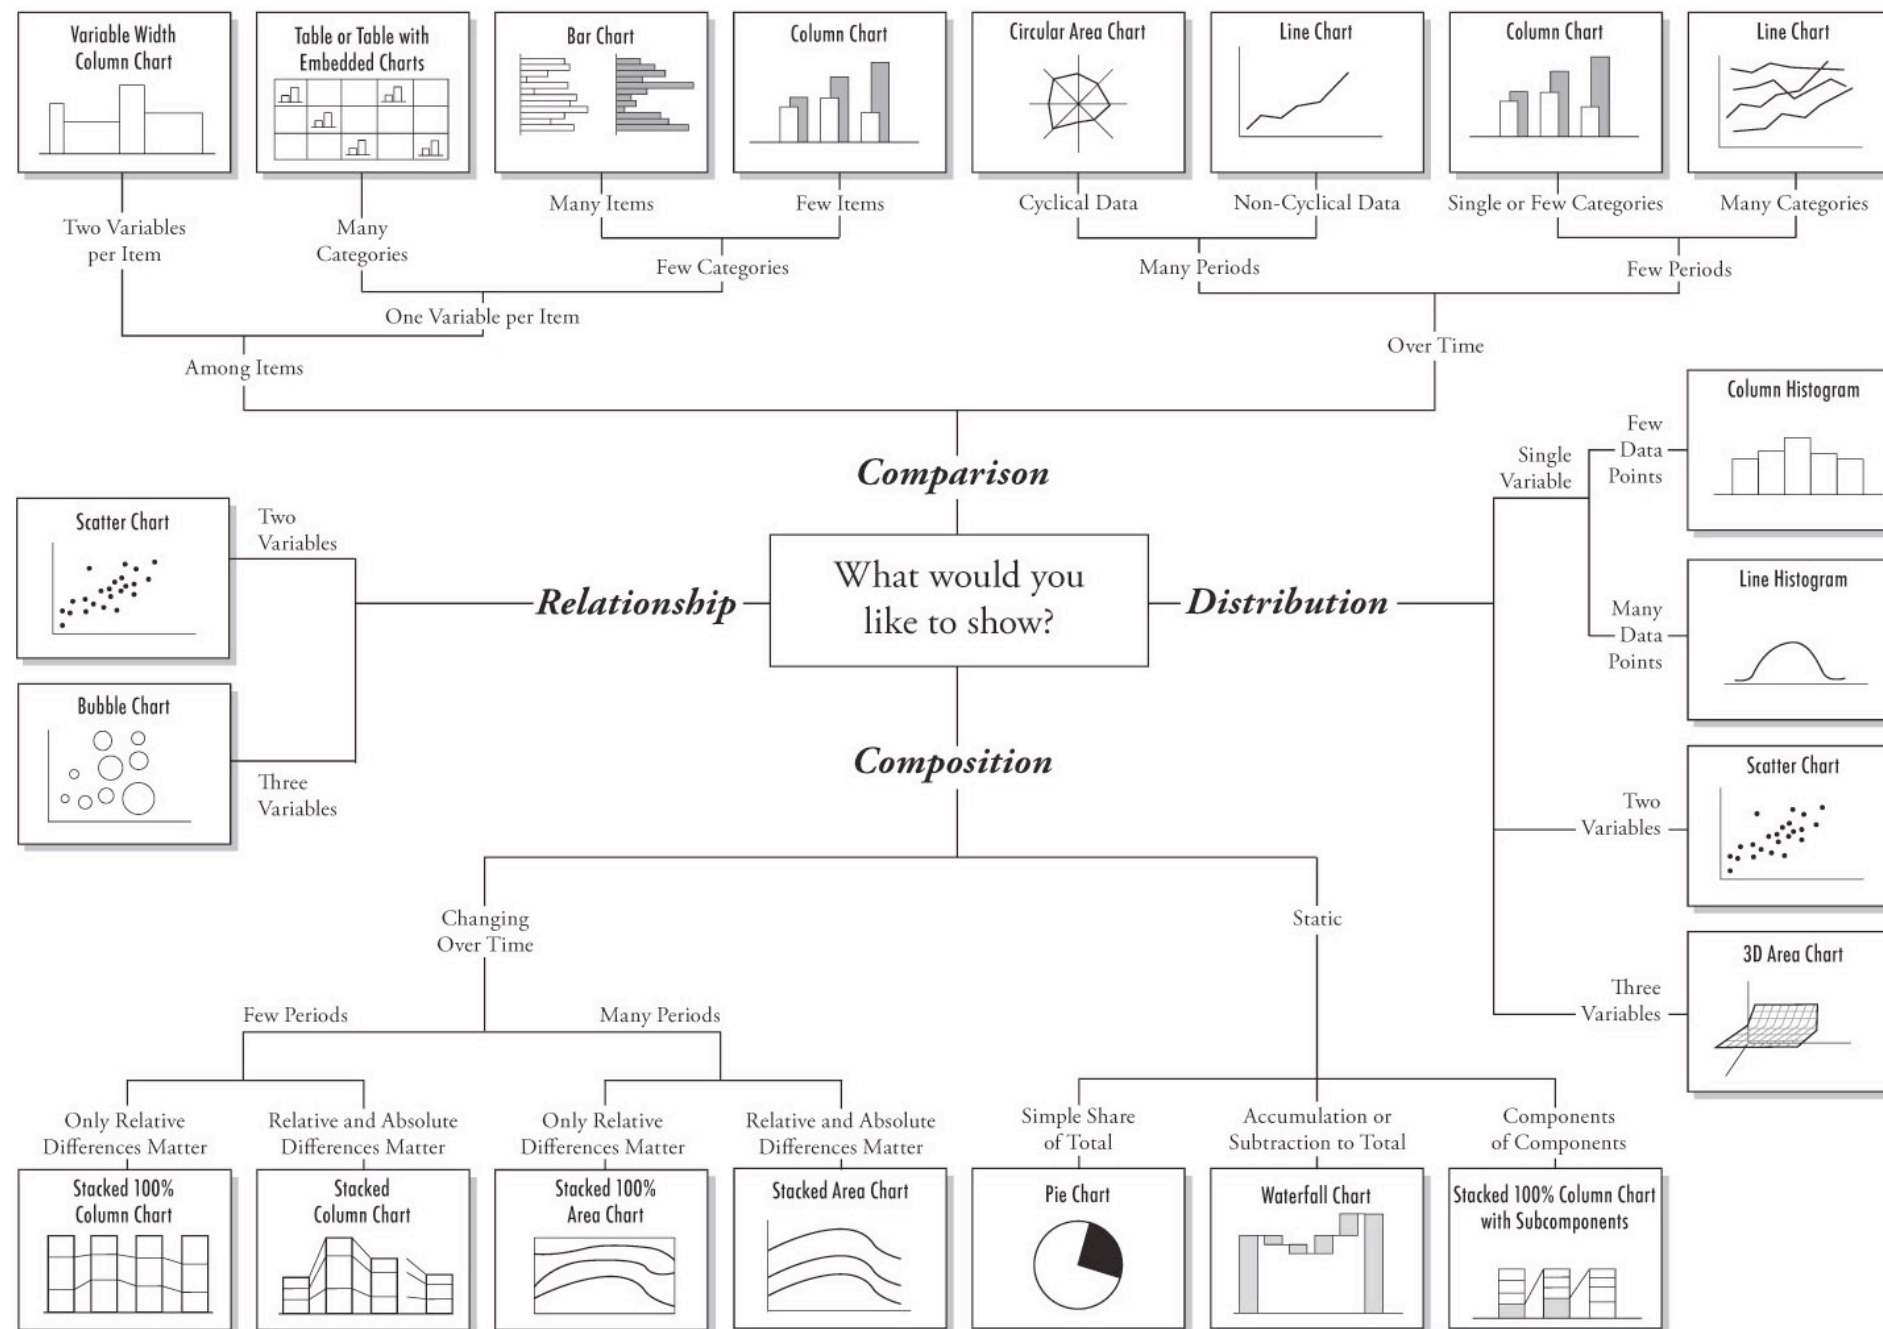 Variable Width
Column Chart
Table or Table with
Embedded Charts
Bar Chart
Column Chart
Circular Area Chart
Line Chart
Column Chart
Line Chart
Two Variables
per Item
Many
Categories
Many Items
Few Items
Cyclical Data
Non-Cyclical Data
Single or Few Categories
Many Categories
Few Categories
Many Periods
Few Periods
One Variable per Item
Among Items
Over Time
Comparison
What would you
like to show?
Relationship
Two
Variables
Scatter Chart
Three
Variables
Bubble Chart
Distribution
Single
Variable
Few
Data
Points
Column Histogram
Many
Data
Points
Line Histogram
Two
Variables
Scatter Chart
Three
Variables
3D Area Chart
Composition
Changing
Over Time
Static
Few Periods
Many Periods
Only Relative
Differences Matter
Relative and Absolute
Differences Matter
Only Relative
Differences Matter
Relative and Absolute
Differences Matter
Simple Share
of Total
Accumulation or
Subtraction to Total
Components
of Components
Stacked 100%
Column Chart
Stacked
Column Chart
Stacked 100%
Area Chart
Stacked Area Chart
Pie Chart
Waterfall Chart
Stacked 100% Column Chart
with Subcomponents